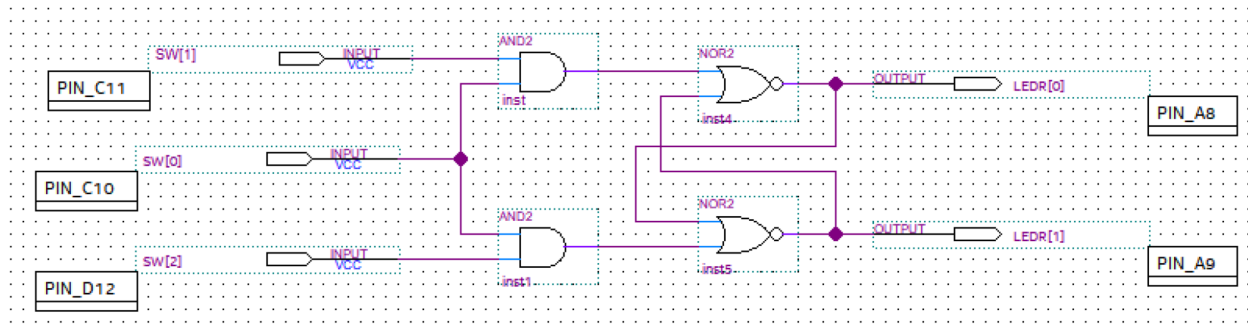 AND2
NOR2
SW[1]
INPUT
VCC
OUTPUT
LEDR[0]
PIN_C11
inst
inst4
PIN_A8
SW[0]
INPUT
VCC
PIN_C10
AND2
NOR2
OUTPUT
LEDR[1]
SW[2]
INPUT
VCC
inst1
inst5
PIN_A9
PIN_D12